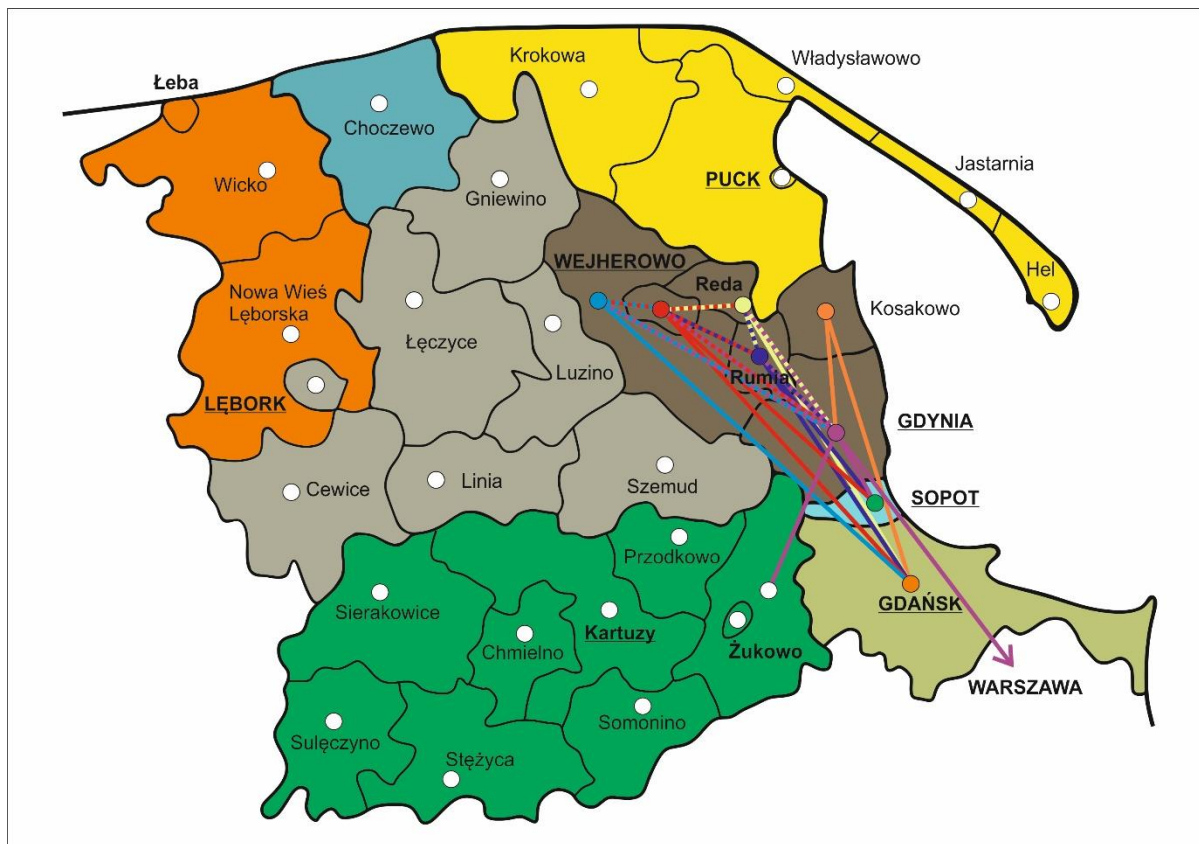 Krokowa
Władysławowo
Łeba
Choczewo
Jastarnia
Wicko
Gniewino
PUCK
WEJHEROWO
Hel
Reda
Nowa Wieś
Lęborska
Kosakowo
Łęczyce
Luzino
Rumia
LĘBORK
GDYNIA
Cewice
Linia
Szemud
SOPOT
Przodkowo
Sierakowice
GDAŃSK
Kartuzy
Chmielno
Żukowo
WARSZAWA
Somonino
Sulęczyno
Stężyca